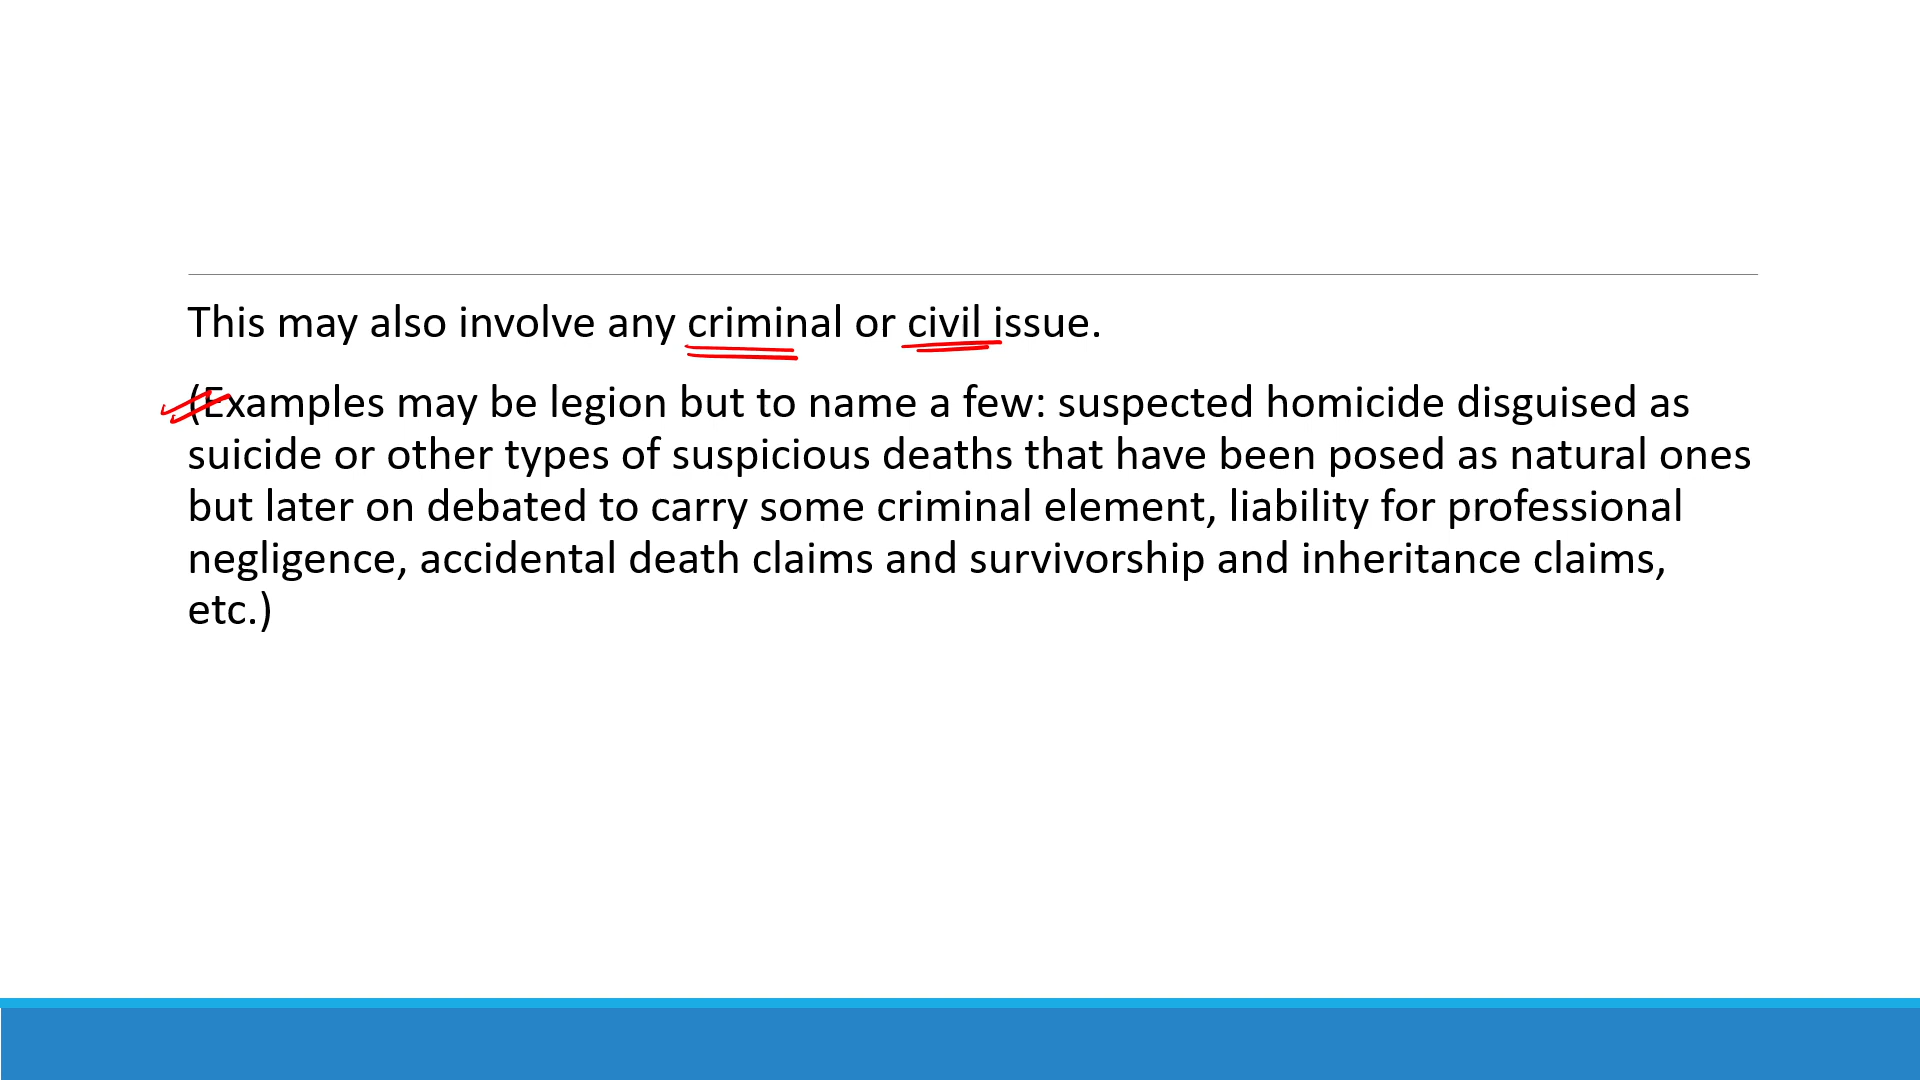 This may also involve any criminal or civil issue.
(Examples may be legion but to name a few: suspected homicide disguised as
suicide or other types of suspicious deaths that have been posed as natural ones
but later on debated to carry some criminal element, liability for professional
negligence, accidental death claims and survivorship and inheritance claims,
etc.)